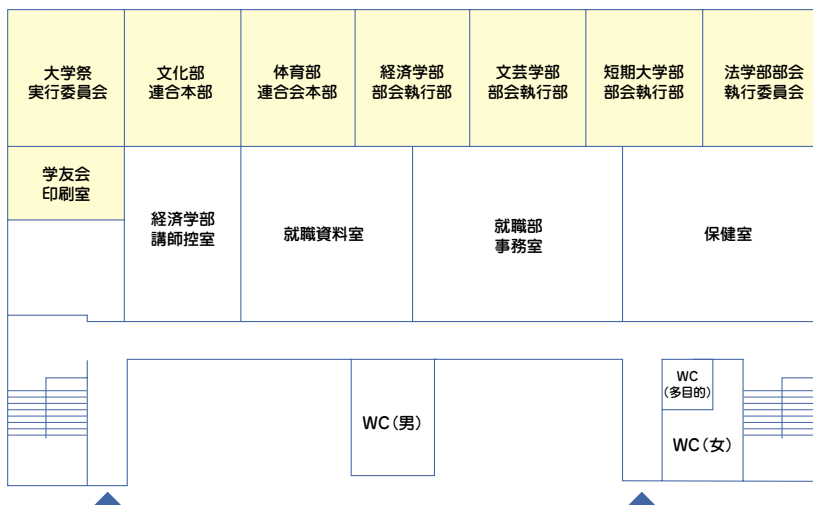 大学祭
実行委員会
文化部
連合本部
体育部
連合会本部
経済学部
部会執行部
文芸学部
部会執行部
短期大学部
部会執行部
法学部部会
執行委員会
学友会
印刷室
経済学部
講師控室
就職資料室
就職部
事務室
保健室
WC（男）
WC
（多目的）
WC（女）